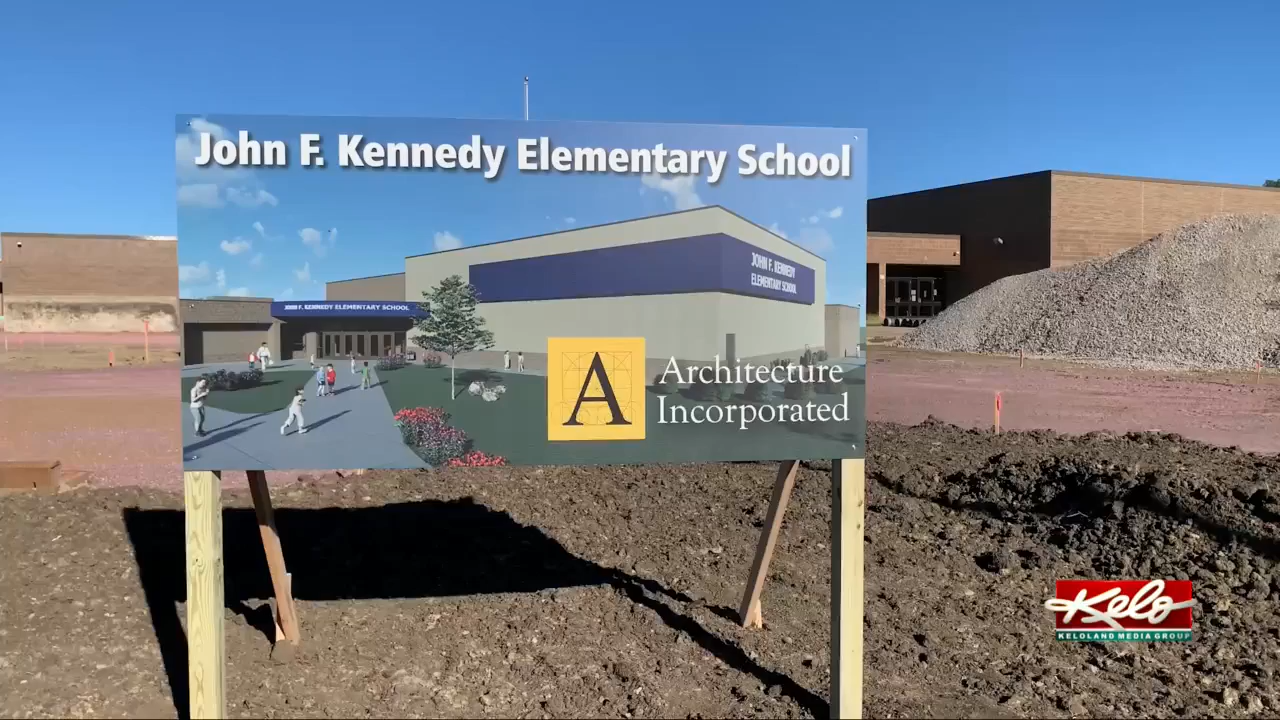 John F. Kennedy Elementary School
JOHN F. KENNEDY
ELEMENTARY SCHOOL
JOHN F. KENNEDY ELEMENTARY SCHOOL
A
Architecture
Incorporated
Kelo
KELOLAND MEDIA GROUP